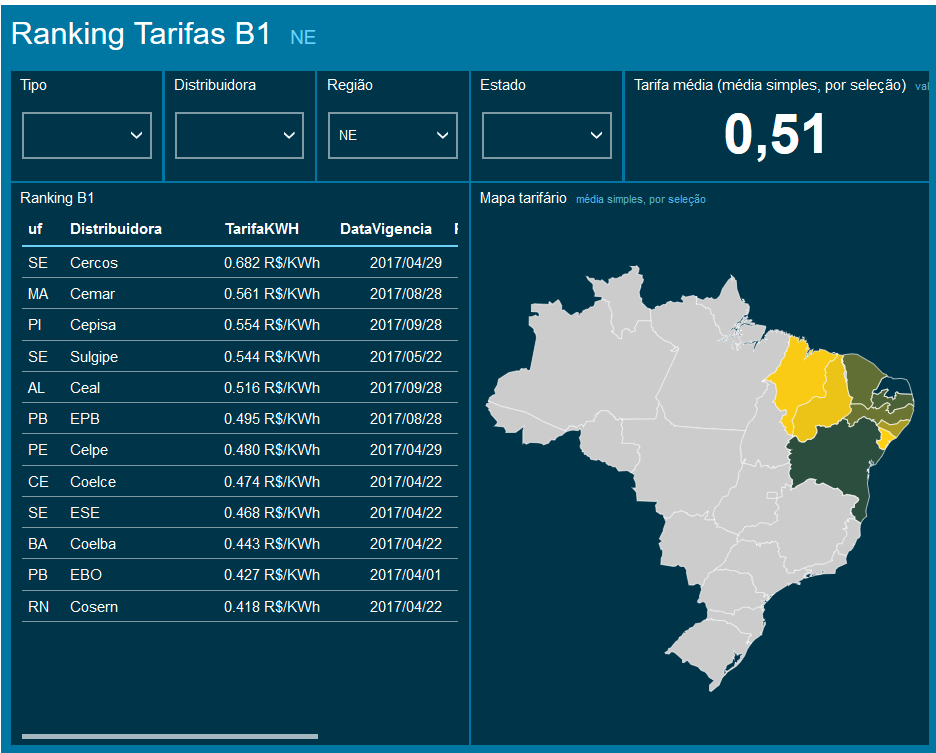 Ranking Tarifas B1 NE
Tipo
Distribuidora
Região
NE
Estado
Tarifa média (média simples, por seleção) val
0,51
Ranking B1
uf Distribuidora TarifaKWH DataVigencia
SE Cercos 0.682 R$/KWh 2017/04/29
MA Cemar 0.561 R$/KWh 2017/08/28
PI Cepisa 0.554 R$/KWh 2017/09/28
SE Sulgipe 0.544 R$/KWh 2017/05/22
AL Ceal 0.516 R$/KWh 2017/09/28
PB EPB 0.495 R$/KWh 2017/08/28
PE Celpe 0.480 R$/KWh 2017/04/29
CE Coelce 0.474 R$/KWh 2017/04/22
SE ESE 0.468 R$/KWh 2017/04/22
BA Coelba 0.443 R$/KWh 2017/04/22
PB EBO 0.427 R$/KWh 2017/04/01
RN Cosern 0.418 R$/KWh 2017/04/22
Mapa tarifário média simples, por seleção